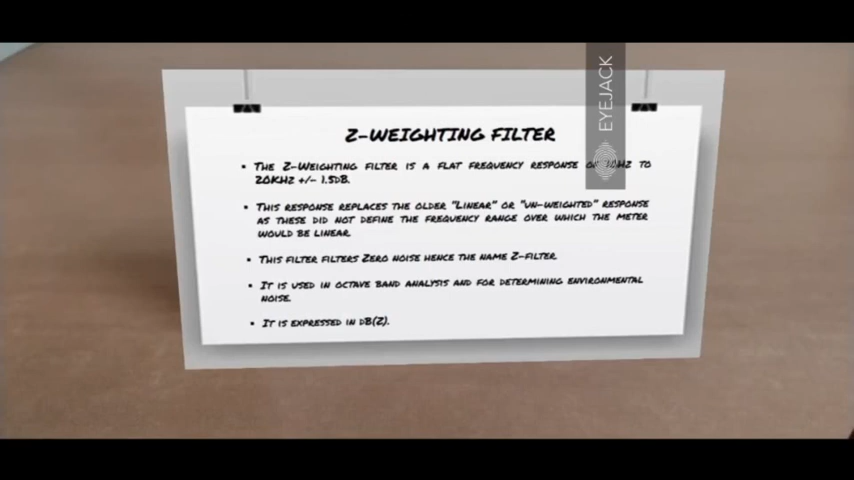 Z-WEIGHTING FILTER
• THE Z-WEIGHTING FILTER IS A FLAT FREQUENCY RESPONSE OF 10HZ TO
20KHZ +/- 1.5DB.
• THIS RESPONSE REPLACES THE OLDER "LINEAR" OR "UN-WEIGHTED" RESPONSE
AS THESE DID NOT DEFINE THE FREQUENCY RANGE OVER WHICH THE METER
WOULD BE LINEAR.
• THIS FILTER FILTERS ZERO NOISE HENCE THE NAME Z-FILTER.
• IT IS USED IN OCTAVE BAND ANALYSIS AND FOR DETERMINING ENVIRONMENTAL
NOISE.
• IT IS EXPRESSED IN DB(Z).
EYEJACK